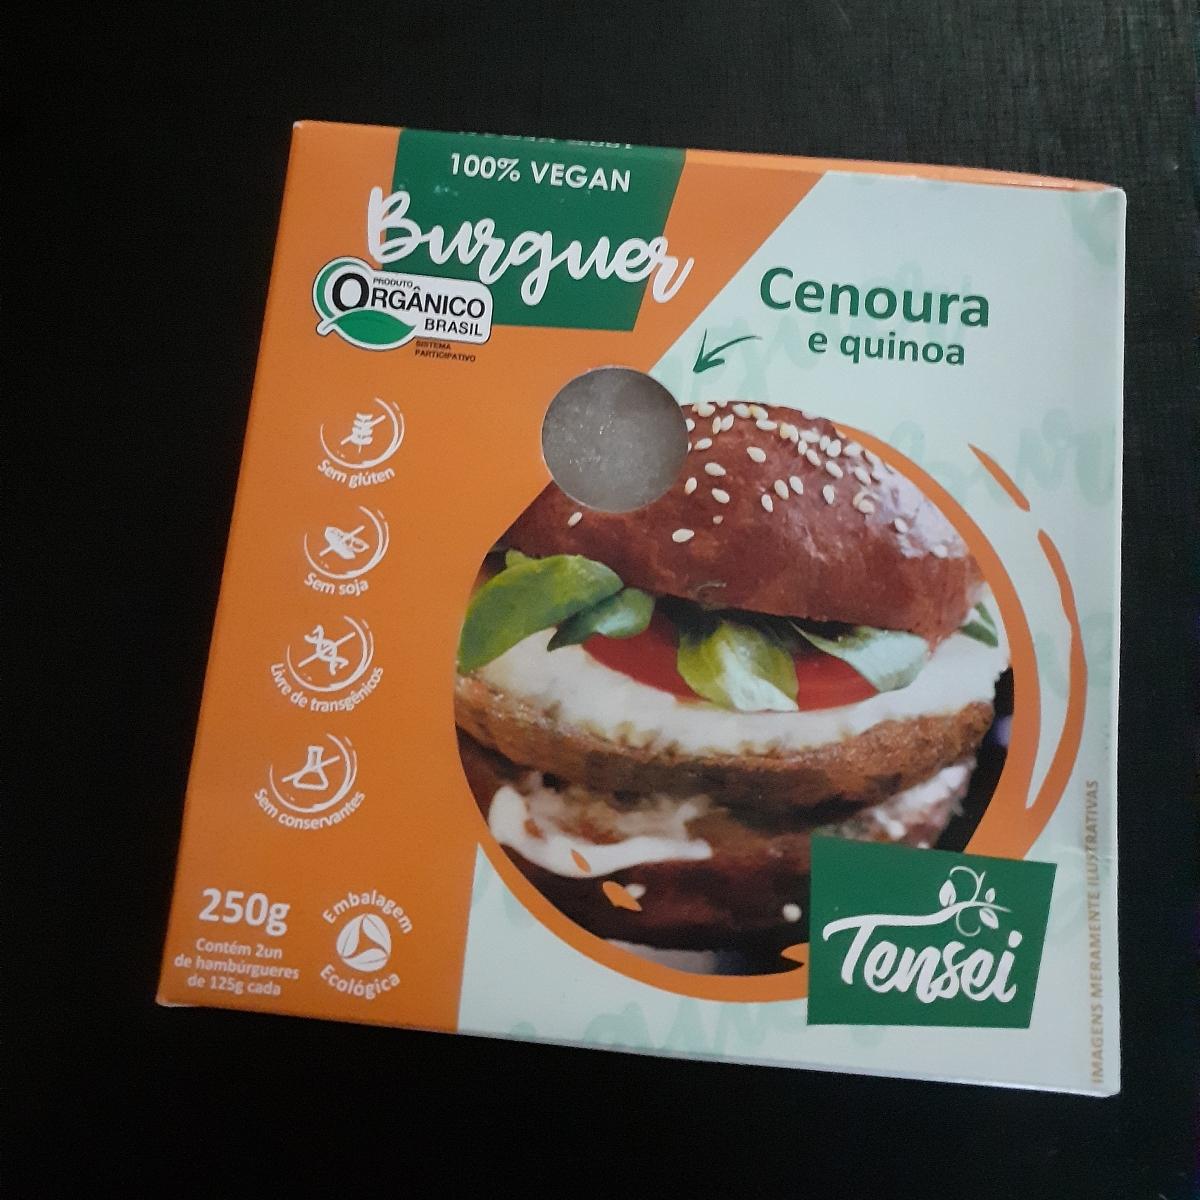 100% VEGAN
Burguer
PRODUTO
ORGÂNICO
BRASIL
SISTEMA
PARTICIPATIVO
Cenoura
e quinoa
Sem glúten
Sem soja
Livre de transgênicos
Sem conservantes
250g
Contém 2un
de hambúrgueres
de 125g cada
Embalagem
Ecológica
Tensei
IMAGENS MERAMENTE ILUSTRATIVAS